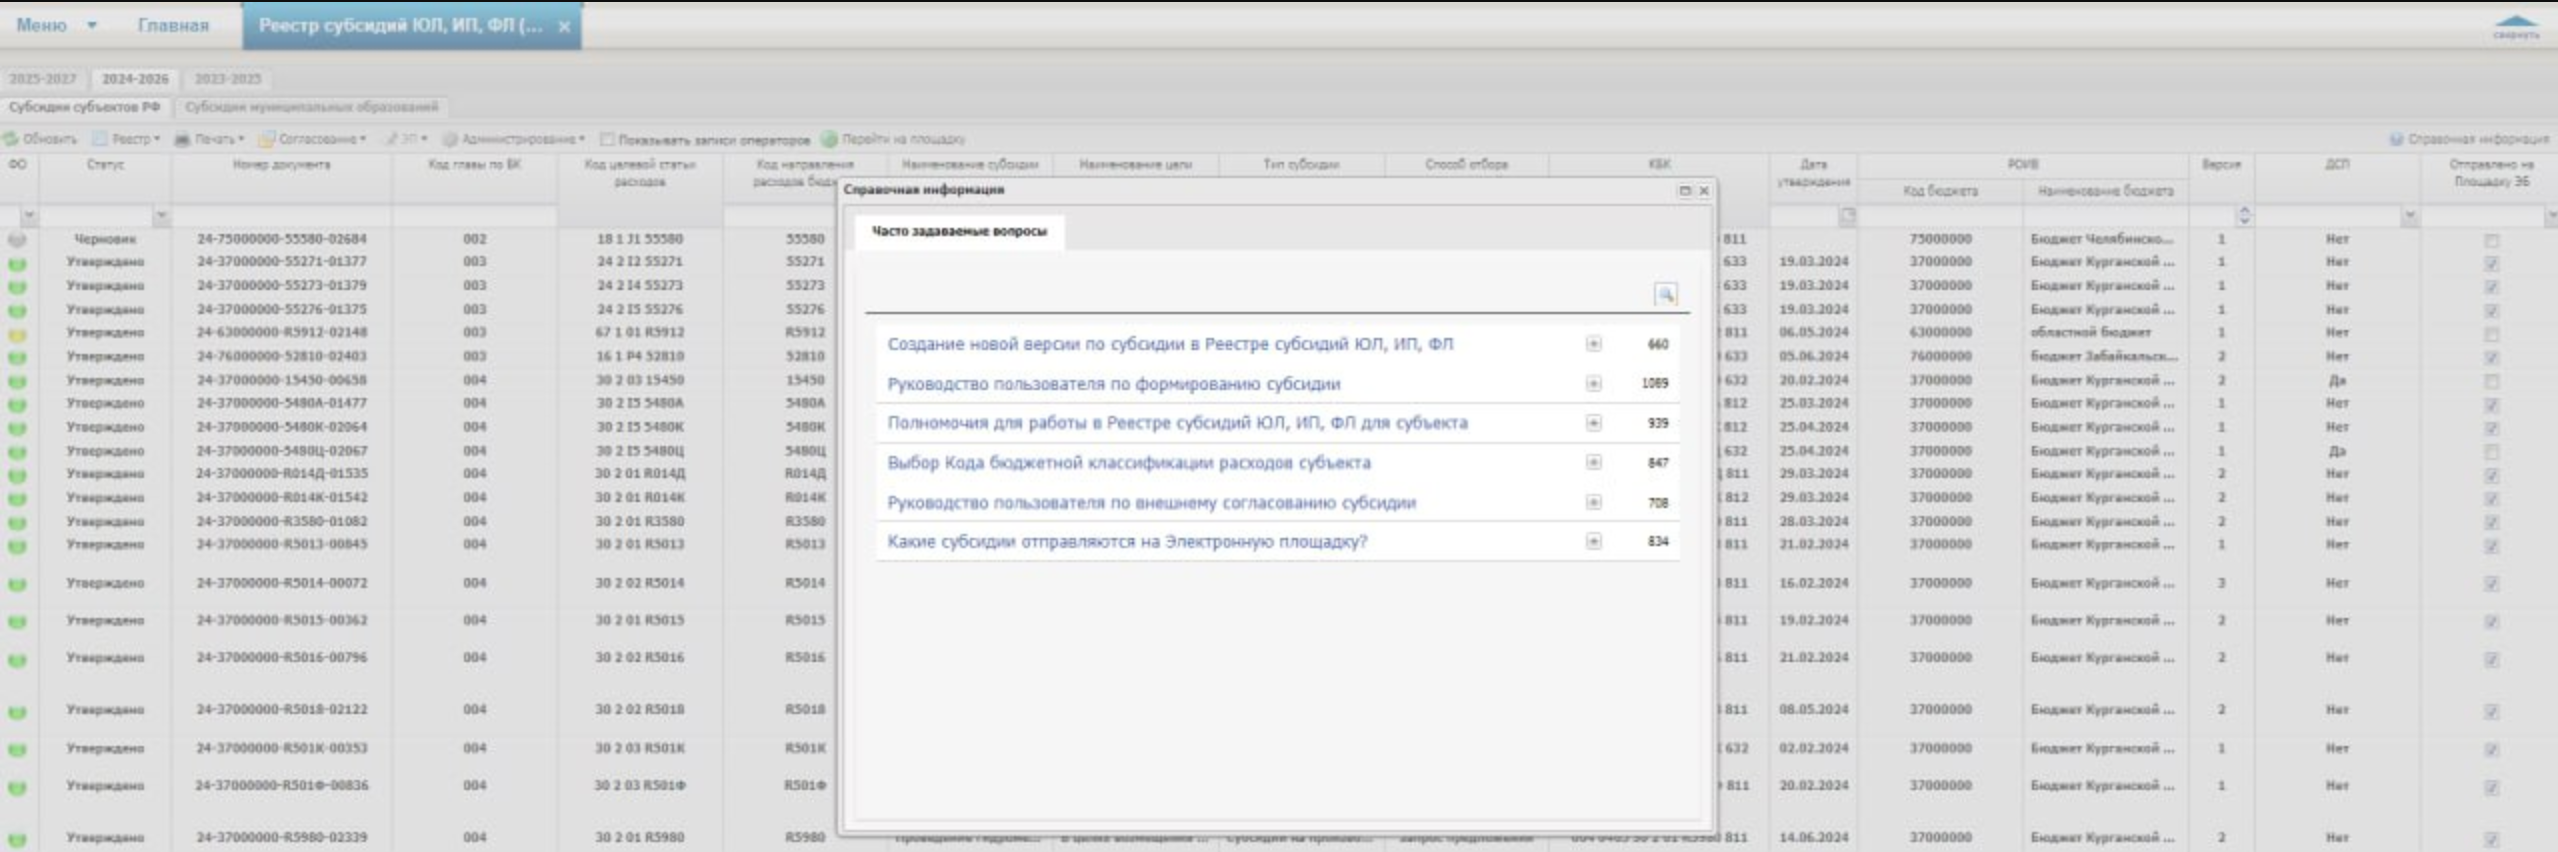 Меню Главная Реестр субсидий ЮЛ, ИП, ФЛ (... свернуть
2025-2027 2024-2026 2023-2025
Субсидии субъектов РФ Субсидии муниципальных образований
Обновить Реестр Печать Согласование ЭП Администрирование Показывать записи операторов Перейти на площадку Справочная информация
ФО Статус Номер документа Код главы по БК Код целевой статьи расходов Код направления расходов Наименование субсидии Наименование цели Тип субсидии Способ отбора КБК Дата утверждения РОИВ Версия ДСП Отправлено на Площадку ЭБ
Код бюджета Наименование бюджета
Справочная информация
Часто задаваемые вопросы
Создание новой версии по субсидии в Реестре субсидий ЮЛ, ИП, ФЛ 660
Руководство пользователя по формированию субсидии 1089
Полномочия для работы в Реестре субсидий ЮЛ, ИП, ФЛ для субъекта 939
Выбор Кода бюджетной классификации расходов субъекта 847
Руководство пользователя по внешнему согласованию субсидии 708
Какие субсидии отправляются на Электронную площадку? 834
Черновик 24-75000000-55580-02684 002 18 1 J1 55580 55580 811 75000000 Бюджет Челябинско... 1 Нет
Утверждено 24-37000000-55271-01377 003 24 2 I2 55271 55271 633 19.03.2024 37000000 Бюджет Курганской ... 1 Нет
Утверждено 24-37000000-55273-01379 003 24 2 I4 55273 55273 633 19.03.2024 37000000 Бюджет Курганской ... 1 Нет
Утверждено 24-37000000-55276-01375 003 24 2 I5 55276 55276 633 19.03.2024 37000000 Бюджет Курганской ... 1 Нет
Утверждено 24-63000000-R5912-02148 003 67 1 01 R5912 R5912 811 06.05.2024 63000000 областной бюджет 1 Нет
Утверждено 24-76000000-52810-02403 003 16 1 P4 52810 52810 633 05.06.2024 76000000 бюджет Забайкальск... 2 Нет
Утверждено 24-37000000-15450-00658 004 30 2 03 15450 15450 632 20.02.2024 37000000 Бюджет Курганской ... 2 Да
Утверждено 24-37000000-5480А-01477 004 30 2 I5 5480А 5480А 812 25.03.2024 37000000 Бюджет Курганской ... 1 Нет
Утверждено 24-37000000-5480К-02064 004 30 2 I5 5480К 5480К 812 25.04.2024 37000000 Бюджет Курганской ... 1 Нет
Утверждено 24-37000000-5480Ц-02067 004 30 2 I5 5480Ц 5480Ц 632 25.04.2024 37000000 Бюджет Курганской ... 1 Да
Утверждено 24-37000000-R014Д-01535 004 30 2 01 R014Д R014Д 811 29.03.2024 37000000 Бюджет Курганской ... 2 Нет
Утверждено 24-37000000-R014К-01542 004 30 2 01 R014К R014К 812 29.03.2024 37000000 Бюджет Курганской ... 2 Нет
Утверждено 24-37000000-R3580-01082 004 30 2 01 R3580 R3580 811 28.03.2024 37000000 Бюджет Курганской ... 2 Нет
Утверждено 24-37000000-R5013-00845 004 30 2 01 R5013 R5013 811 21.02.2024 37000000 Бюджет Курганской ... 1 Нет
Утверждено 24-37000000-R5014-00072 004 30 2 02 R5014 R5014 811 16.02.2024 37000000 Бюджет Курганской ... 3 Нет
Утверждено 24-37000000-R5015-00362 004 30 2 01 R5015 R5015 811 19.02.2024 37000000 Бюджет Курганской ... 2 Нет
Утверждено 24-37000000-R5016-00796 004 30 2 02 R5016 R5016 811 21.02.2024 37000000 Бюджет Курганской ... 2 Нет
Утверждено 24-37000000-R5018-02122 004 30 2 02 R5018 R5018 811 08.05.2024 37000000 Бюджет Курганской ... 2 Нет
Утверждено 24-37000000-R501К-00353 004 30 2 03 R501К R501К 632 02.02.2024 37000000 Бюджет Курганской ... 1 Нет
Утверждено 24-37000000-R501Ф-00836 004 30 2 03 R501Ф R501Ф 811 20.02.2024 37000000 Бюджет Курганской ... 1 Нет
Утверждено 24-37000000-R5980-02339 004 30 2 01 R5980 R5980 811 14.06.2024 37000000 Бюджет Курганской ... 2 Нет